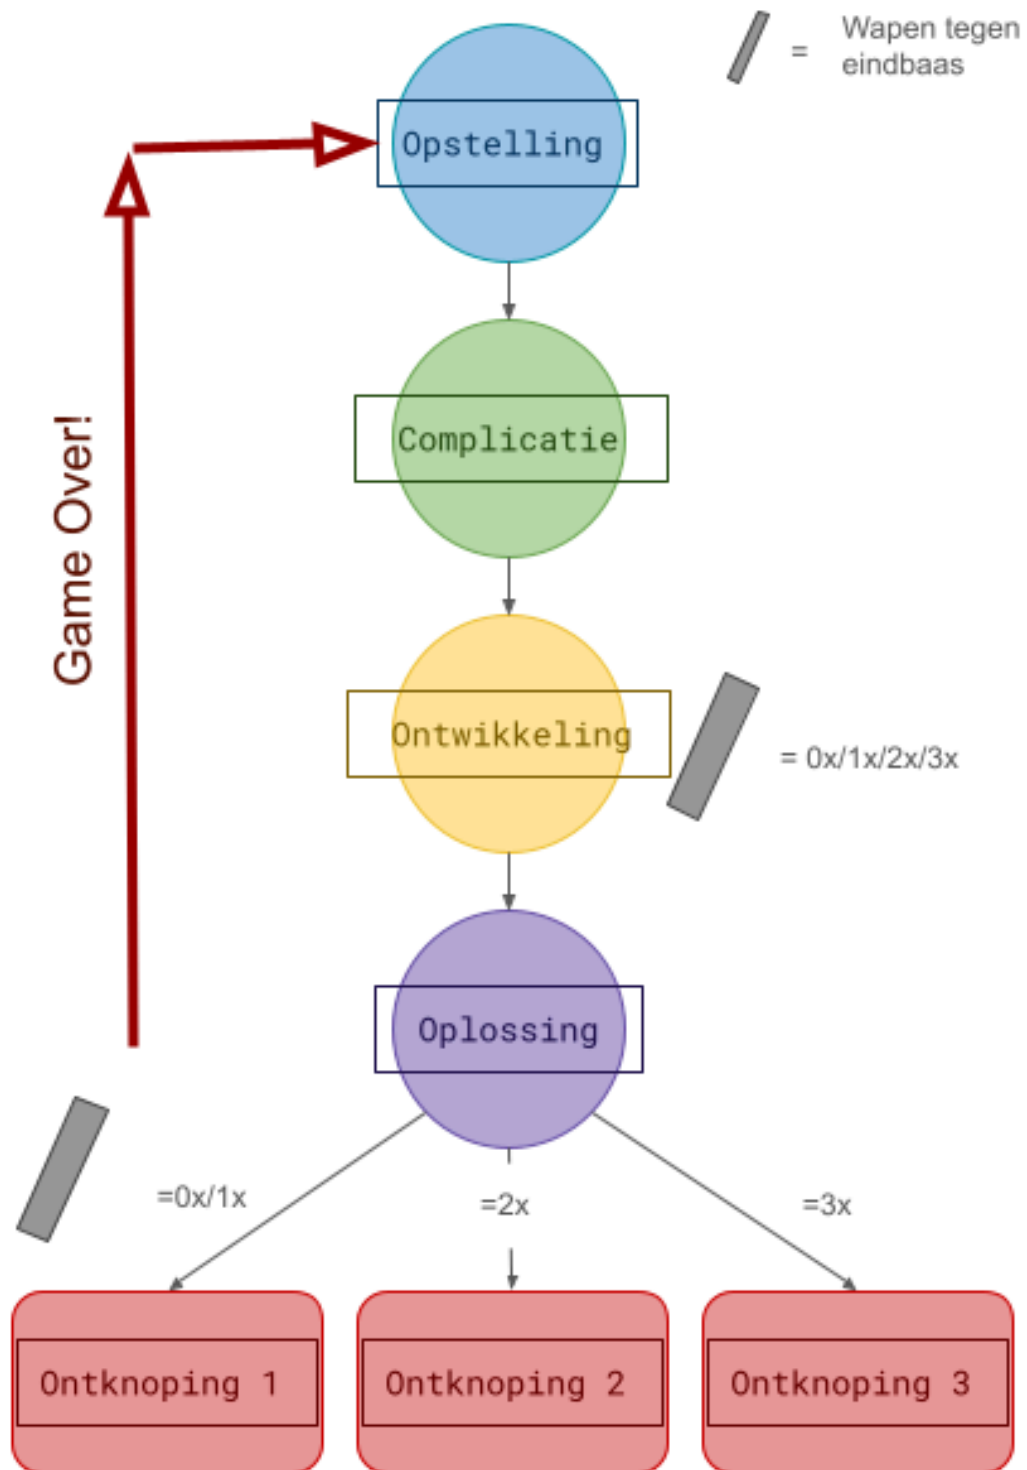 Wapen tegen
= eindbaas
Opstelling
Complicatie
Game Over!
Ontwikkeling
= 0x/1x/2x/3x
Oplossing
=0x/1x
=2x
=3x
Ontknoping 1
Ontknoping 2
Ontknoping 3